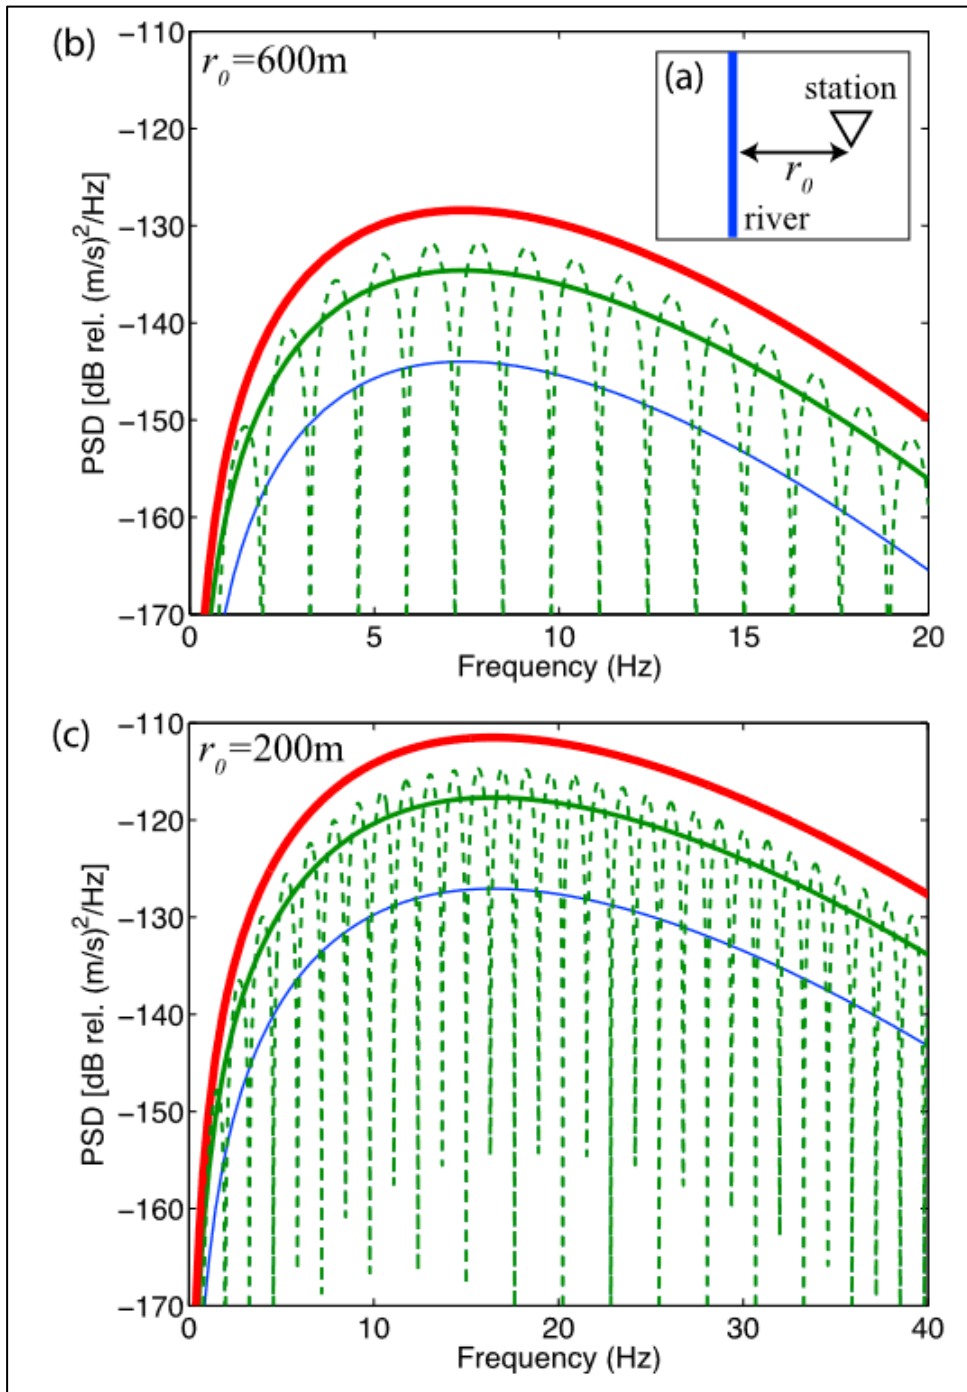 (b)
r₀=600m
(a)
station
r₀
river
−110
−120
−130
−140
−150
−160
−170
PSD [dB rel. (m/s)²/Hz]
0 5 10 15 20
Frequency (Hz)
(c)
r₀=200m
−110
−120
−130
−140
−150
−160
−170
PSD [dB rel. (m/s)²/Hz]
0 10 20 30 40
Frequency (Hz)